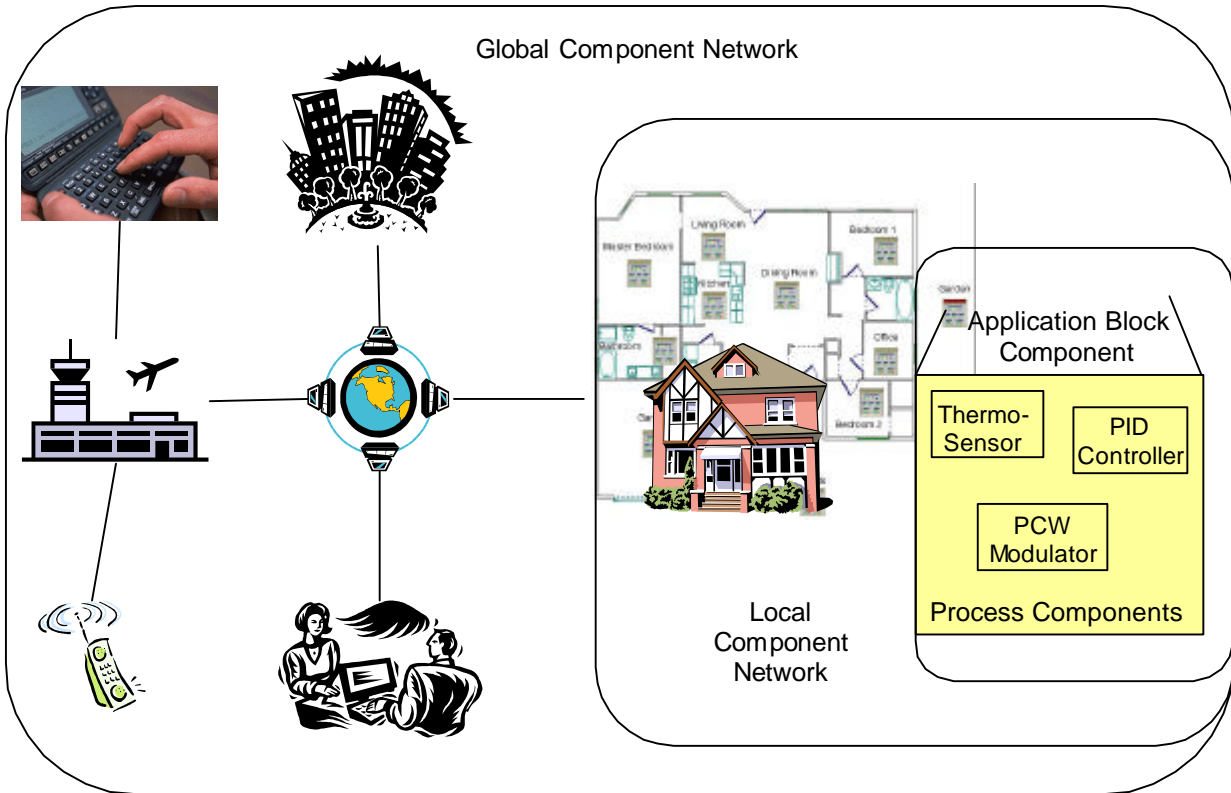 Global Component Network
Living Room
Bedroom 1
Master Bedroom
Dining Room
Kitchen
Garden
Application Block
Component
Office
Bathroom
Bedroom 2
Thermo-
Sensor
PID
Controller
PCW
Modulator
Process Components
Local
Component
Network